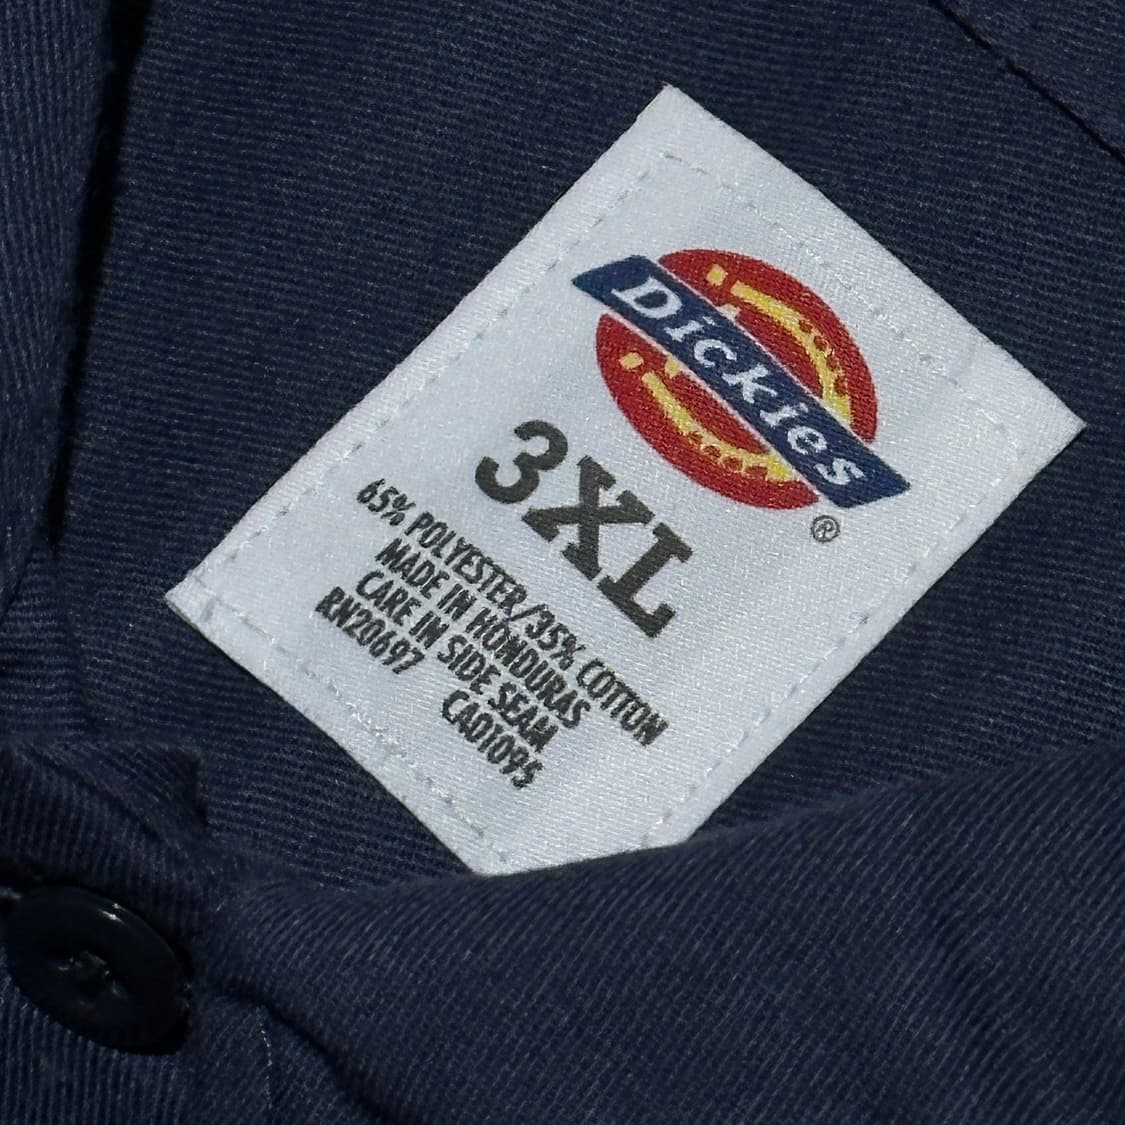 Dickies
®
3XL
65% POLYESTER/35% COTTON
MADE IN HONDURAS
CARE IN SIDE SEAM
RN20697 CA01095